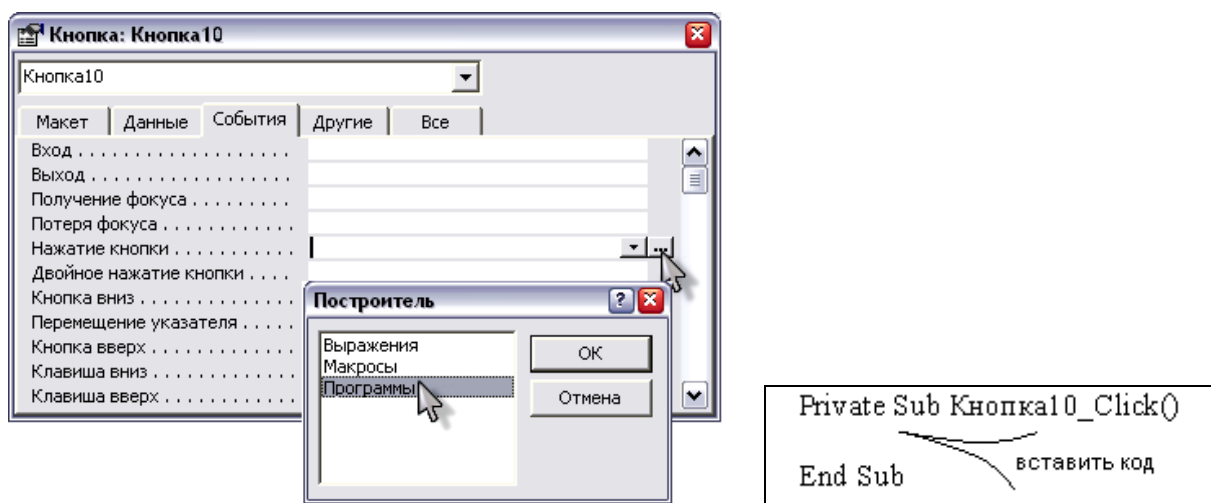 Кнопка: Кнопка10
Кнопка10
Макет Данные События Другие Все
Вход . . . . . . . . . . . . . . . . . . . .
Выход . . . . . . . . . . . . . . . . . . .
Получение фокуса . . . . . . . . .
Потеря фокуса . . . . . . . . . . . .
Нажатие кнопки . . . . . . . . . . . ...
Двойное нажатие кнопки . . . .
Кнопка вниз . . . . . . . . . . . . . .
Перемещение указателя . . . . .
Кнопка вверх . . . . . . . . . . . . .
Клавиша вниз . . . . . . . . . . . . .
Клавиша вверх . . . . . . . . . . . .
Построитель
Выражения
Макросы
Программы
ОК
Отмена
Private Sub Кнопка10_Click()
вставить код
End Sub